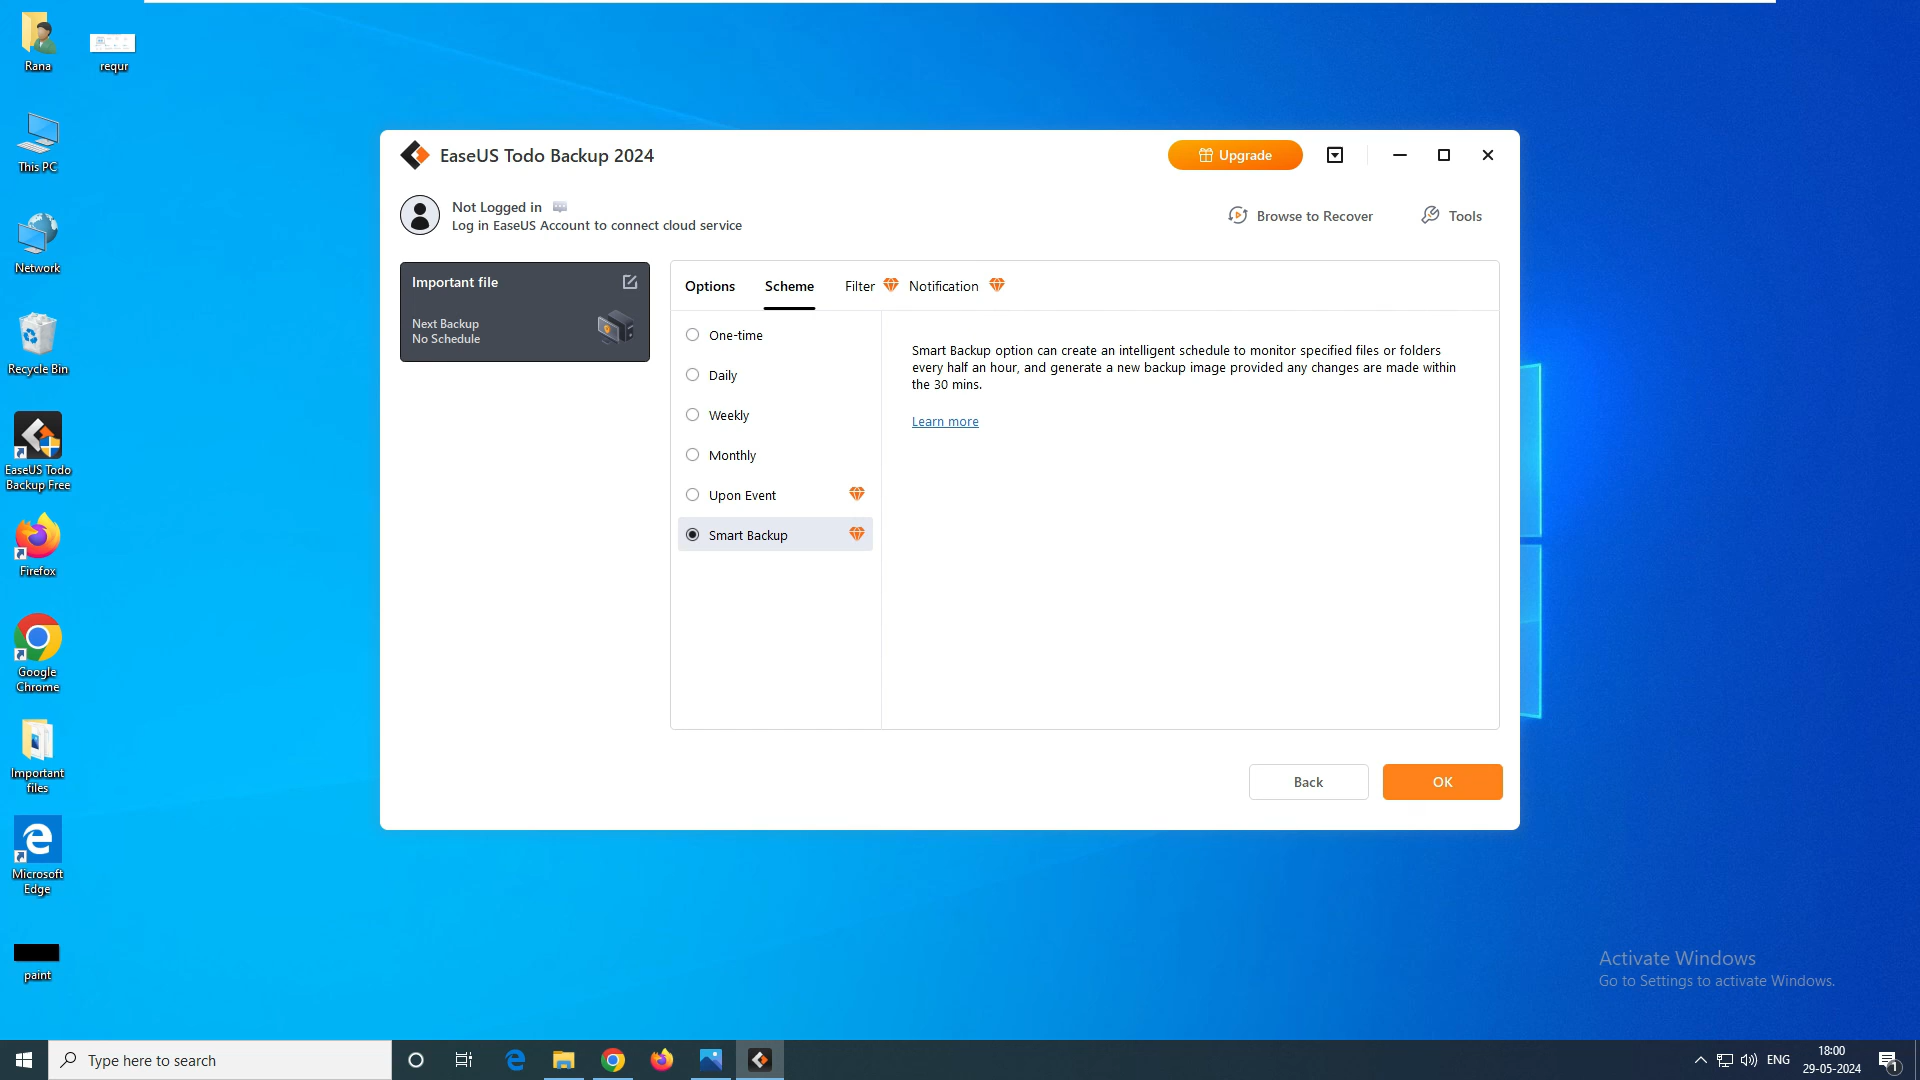 Rana
requr
This PC
Network
Recycle Bin
EaseUS Todo
Backup Free
Firefox
Google
Chrome
Important
files
Microsoft
Edge
paint
EaseUS Todo Backup 2024
Upgrade
Not Logged in
Log in EaseUS Account to connect cloud service
Browse to Recover
Tools
Important file
Next Backup
No Schedule
Options
Scheme
Filter
Notification
One-time
Daily
Weekly
Monthly
Upon Event
Smart Backup
Smart Backup option can create an intelligent schedule to monitor specified files or folders
every half an hour, and generate a new backup image provided any changes are made within
the 30 mins.
Learn more
Back
OK
Activate Windows
Go to Settings to activate Windows.
Type here to search
ENG
18:00
29-05-2024
1